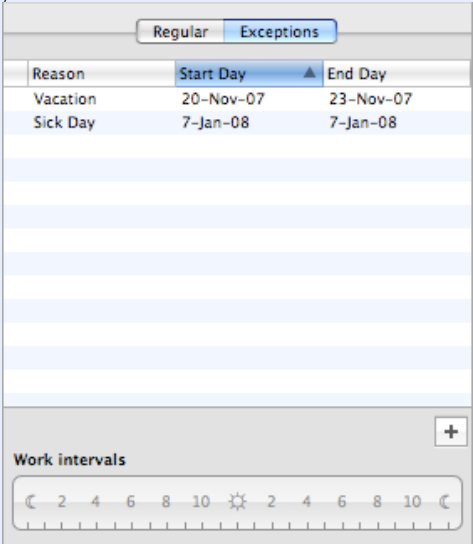 Regular Exceptions
Reason Start Day End Day
Vacation 20-Nov-07 23-Nov-07
Sick Day 7-Jan-08 7-Jan-08
+
Work intervals
2 4 6 8 10 2 4 6 8 10